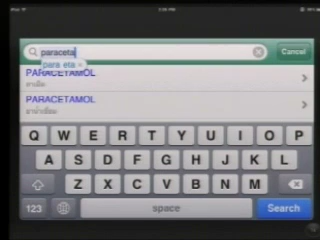 paraceta
Cancel
para eta ×
PARACETAMOL
PARACETAMOL
Q W E R T Y U I O P
A S D F G H J K L
Z X C V B N M
123 space Search